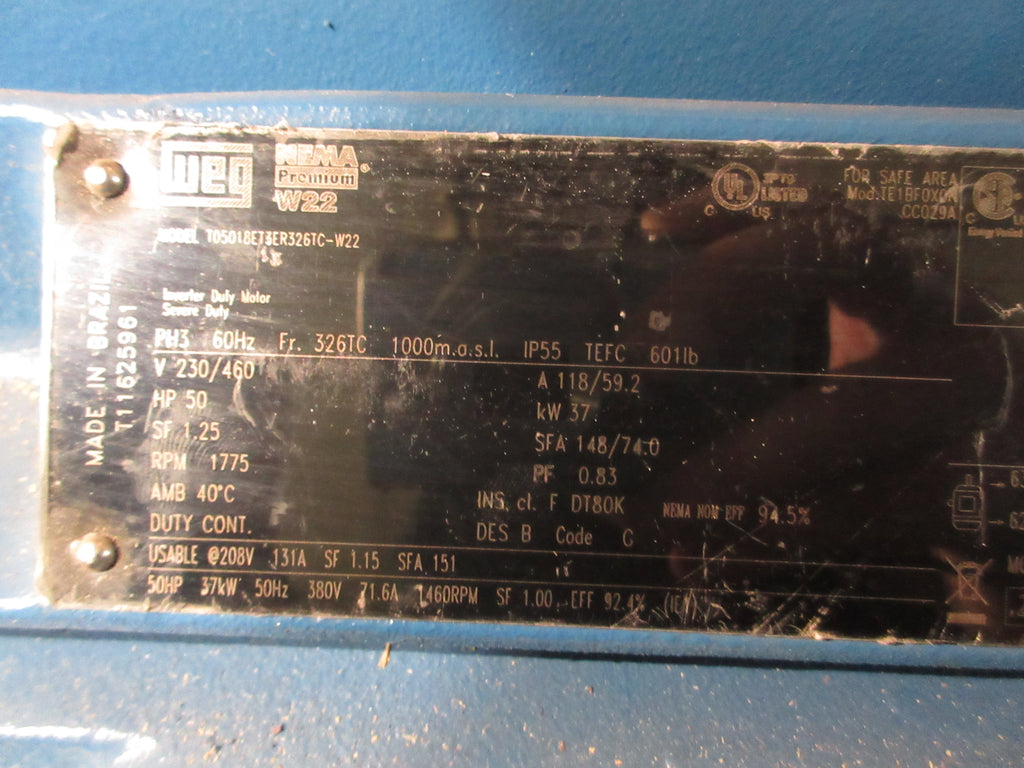 WEG
NEMA
Premium®
W22
C UL US LISTED
FOR SAFE AREA
CC029A
MODEL T05018ET3ER326TC-W22
Inverter Duty Motor
Severe Duty
MADE IN BRAZIL
T11625961
PH3 60Hz Fr. 326TC 1000m.a.s.l. IP55 TEFC 601lb
V 230/460 A 118/59.2
HP 50 kW 37
SF 1.25 SFA 148/74.0
RPM 1775 PF 0.83
AMB 40°C INS. cl. F DT80K NEMA NOM EFF 94.5%
DUTY CONT. DES B Code G
USABLE @208V 131A SF 1.15 SFA 151
50HP 37kW 50Hz 380V 71.6A 1460RPM SF 1.00 EFF 92.4%